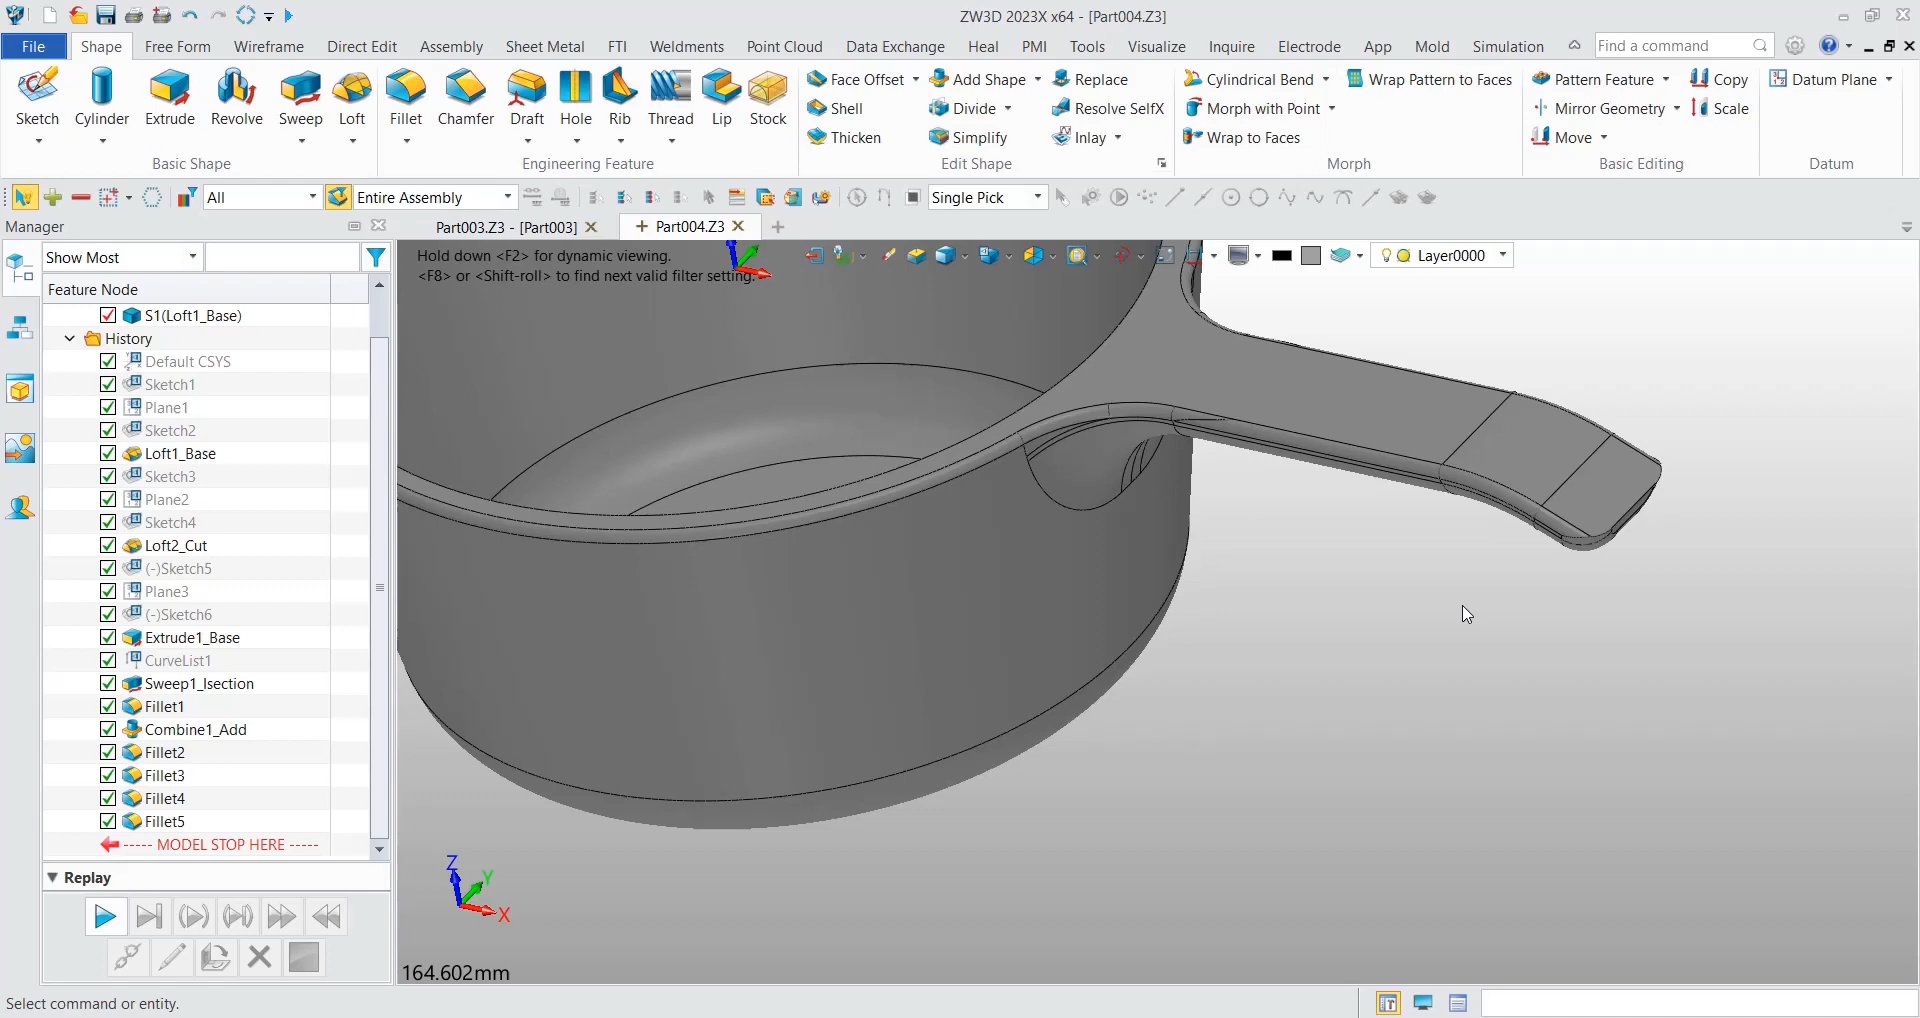 ZW3D 2023X x64 - [Part004.Z3]
File Shape Free Form Wireframe Direct Edit Assembly Sheet Metal FTI Weldments Point Cloud Data Exchange Heal PMI Tools Visualize Inquire Electrode App Mold Simulation Find a command
Sketch Cylinder Extrude Revolve Sweep Loft
Basic Shape
Fillet Chamfer Draft Hole Rib Thread Lip Stock
Engineering Feature
Face Offset Add Shape Replace
Shell Divide Resolve SelfX
Thicken Simplify Inlay
Edit Shape
Cylindrical Bend Wrap Pattern to Faces
Morph with Point
Wrap to Faces
Morph
Pattern Feature Copy
Mirror Geometry Scale
Move
Basic Editing
Datum Plane
Datum
All Entire Assembly Single Pick
Manager
Part003.Z3 - [Part003] Part004.Z3
Show Most
Feature Node
S1(Loft1_Base)
History
Default CSYS
Sketch1
Plane1
Sketch2
Loft1_Base
Sketch3
Plane2
Sketch4
Loft2_Cut
(-)Sketch5
Plane3
(-)Sketch6
Extrude1_Base
CurveList1
Sweep1_Isection
Fillet1
Combine1_Add
Fillet2
Fillet3
Fillet4
Fillet5
----- MODEL STOP HERE -----
Replay
Hold down <F2> for dynamic viewing.
<F8> or <Shift-roll> to find next valid filter setting.
Layer0000
Z
Y
X
164.602mm
Select command or entity.